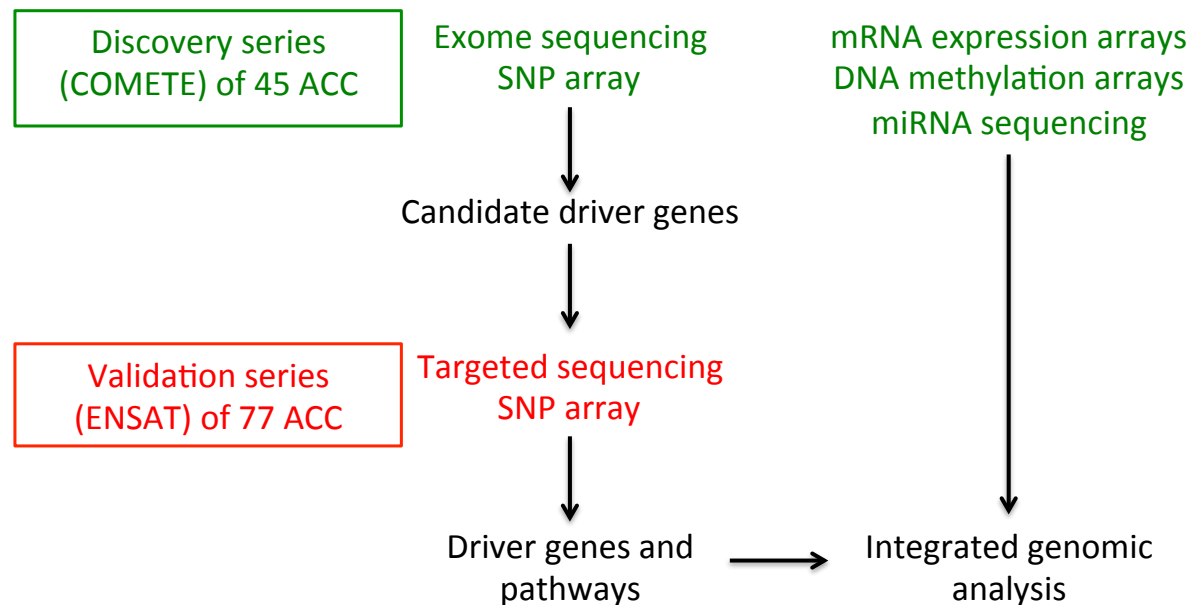 Discovery series
(COMETE) of 45 ACC
Exome sequencing
SNP array
mRNA expression arrays
DNA methylation arrays
miRNA sequencing
Candidate driver genes
Validation series
(ENSAT) of 77 ACC
Targeted sequencing
SNP array
Driver genes and
pathways
Integrated genomic
analysis